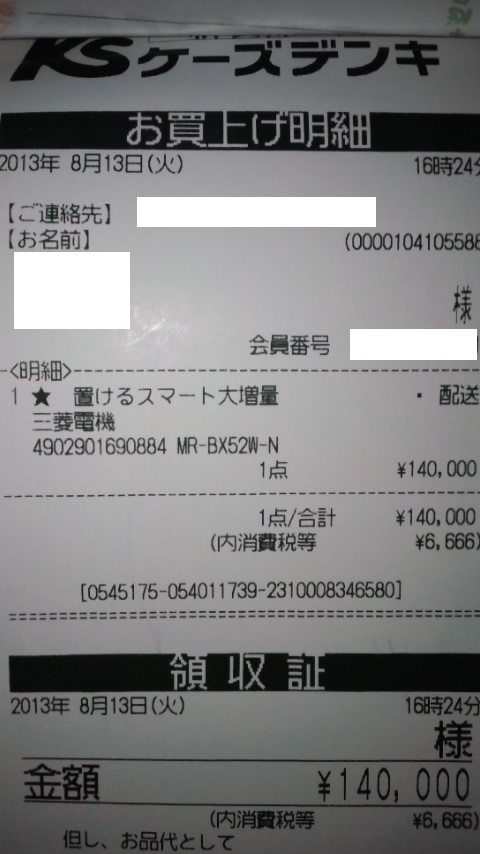 KSケーズデンキ
お買上げ明細
2013年 8月13日(火) 16時24分
【ご連絡先】
【お名前】 (0000104105588
様
会員番号
<明細>
1 ★ 置けるスマート大増量 ・ 配送
三菱電機
4902901690884 MR-BX52W-N
1点 ¥140,000
1点/合計 ¥140,000
(内消費税等 ¥6,666)
[0545175-054011739-2310008346580]
領収証
2013年 8月13日(火) 16時24分
様
金額 ¥140,000
(内消費税等 ¥6,666)
但し、お品代として